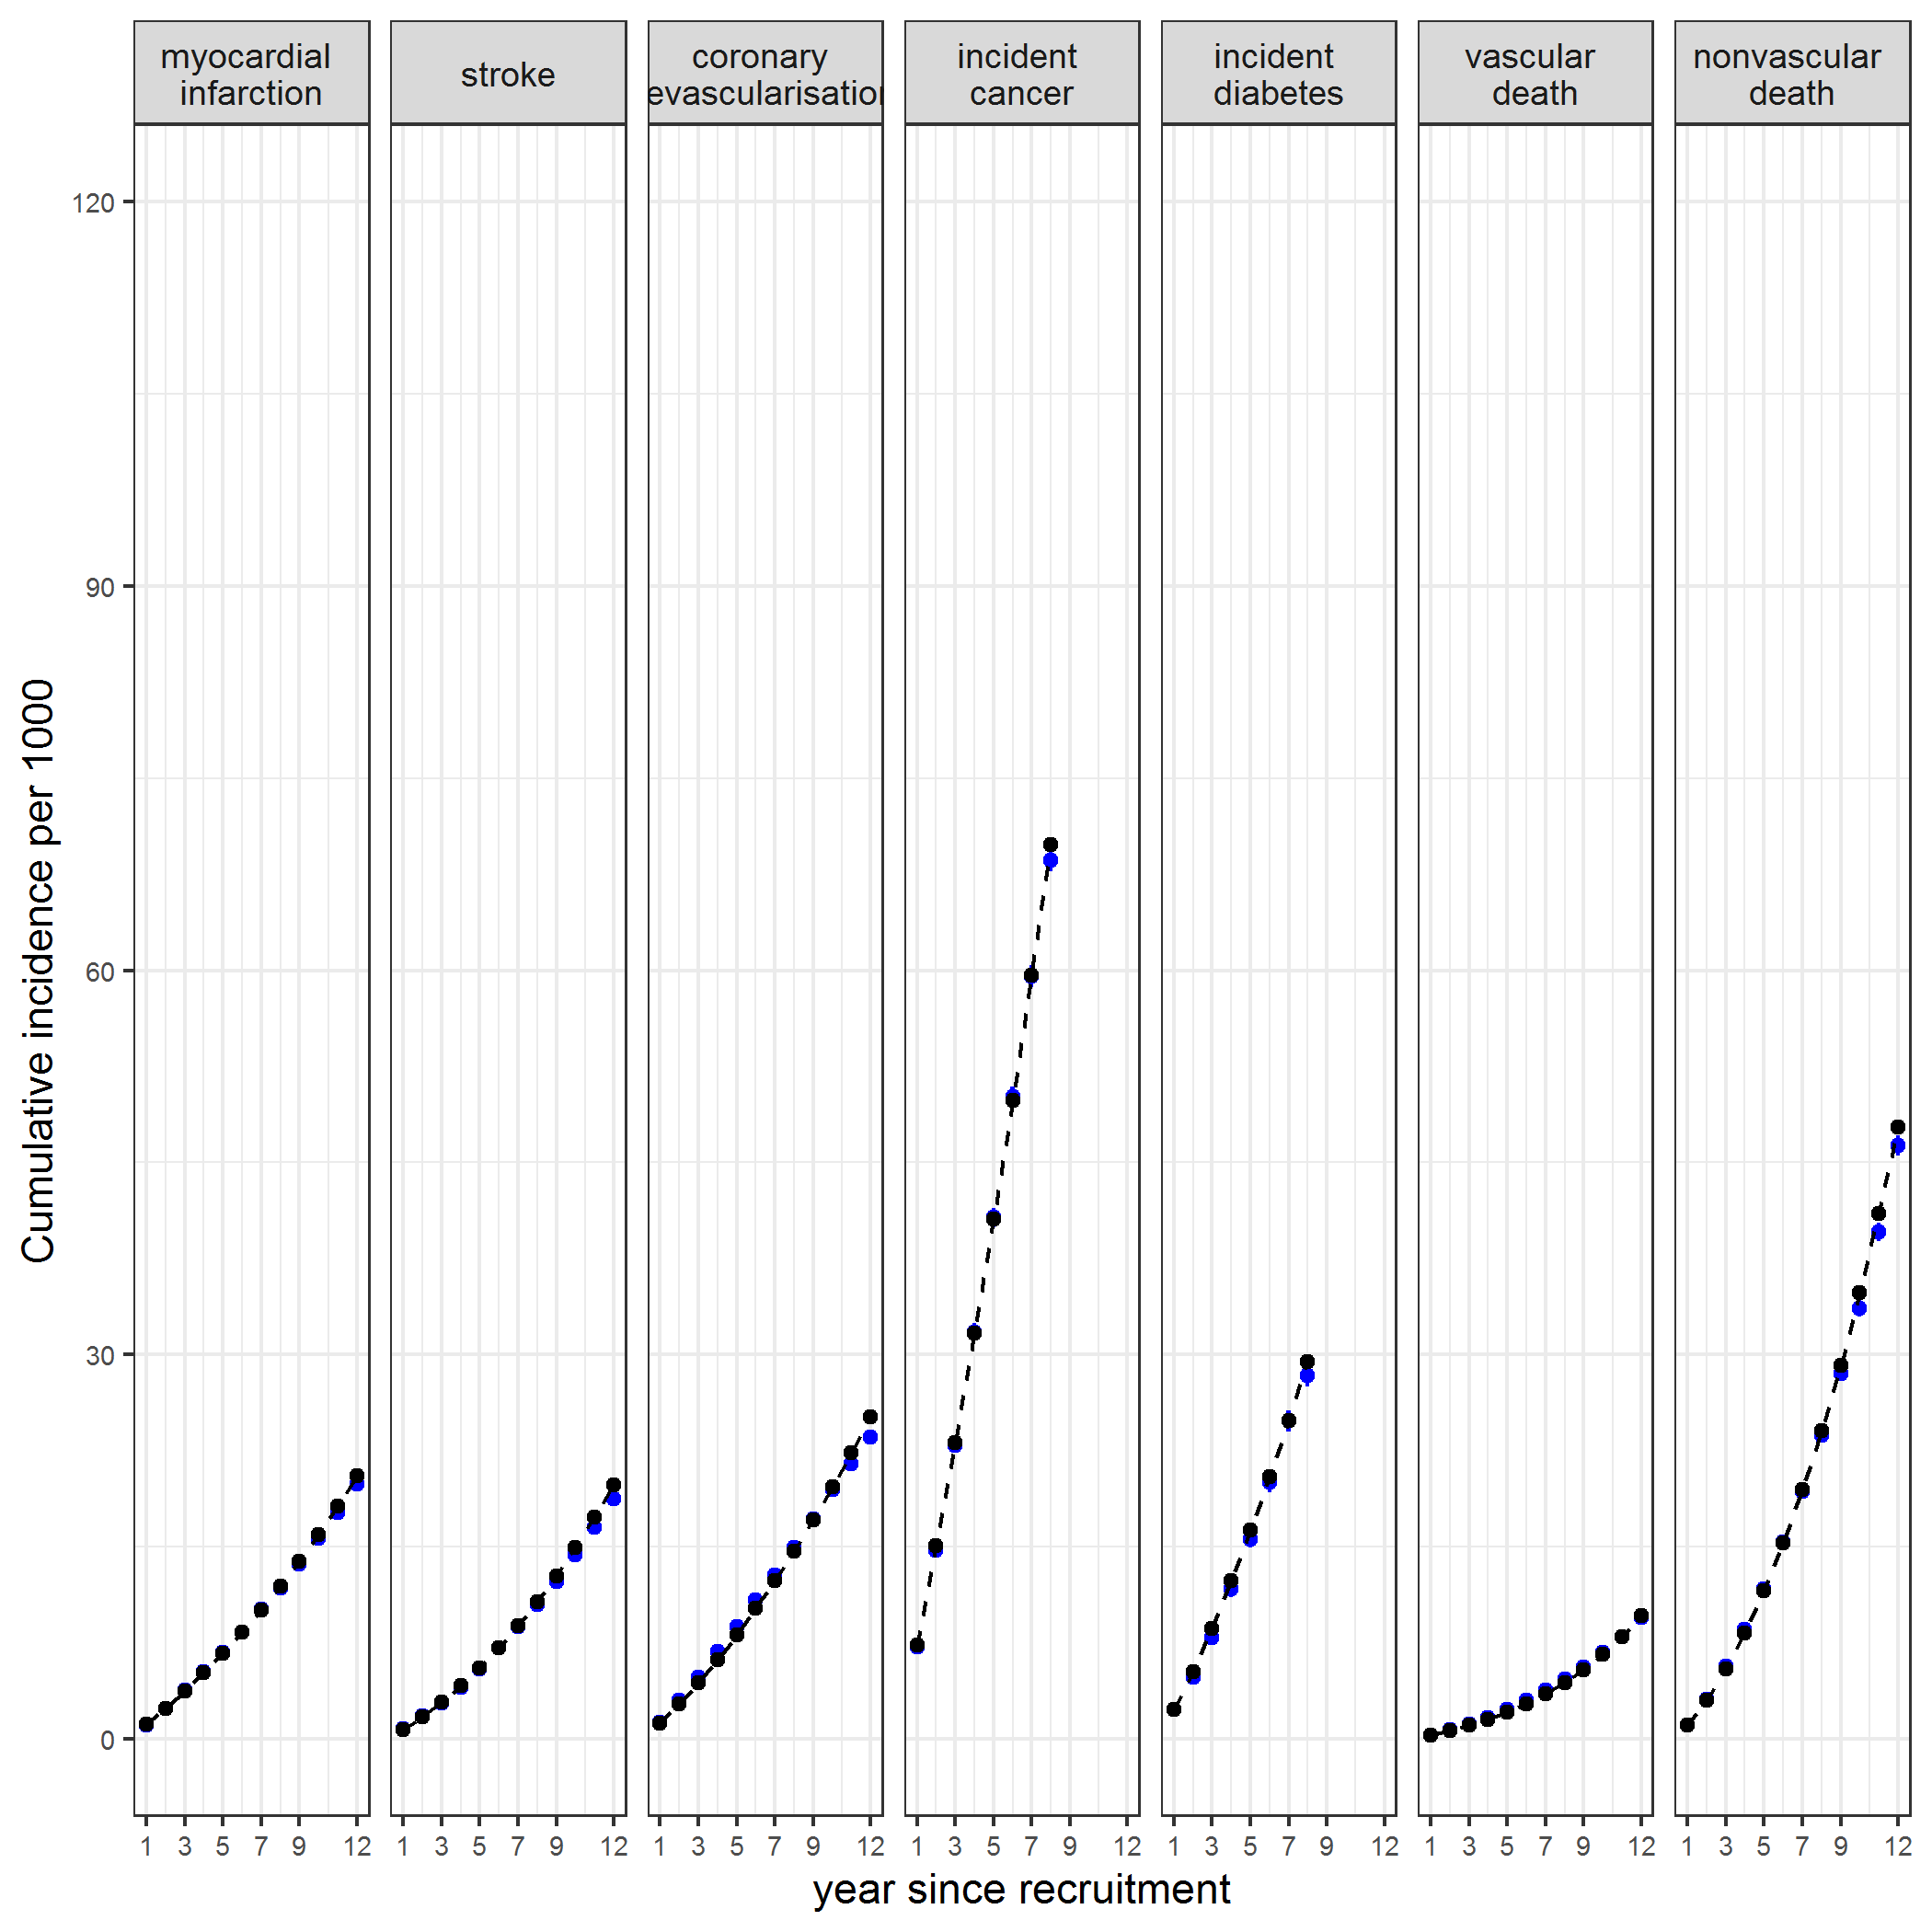 myocardial
infarction
stroke
coronary
evascularisation
incident
cancer
incident
diabetes
vascular
death
nonvascular
death
120
90
60
30
0
Cumulative incidence per 1000
1 3 5 7 9 12
1 3 5 7 9 12
1 3 5 7 9 12
1 3 5 7 9 12
1 3 5 7 9 12
1 3 5 7 9 12
1 3 5 7 9 12
year since recruitment